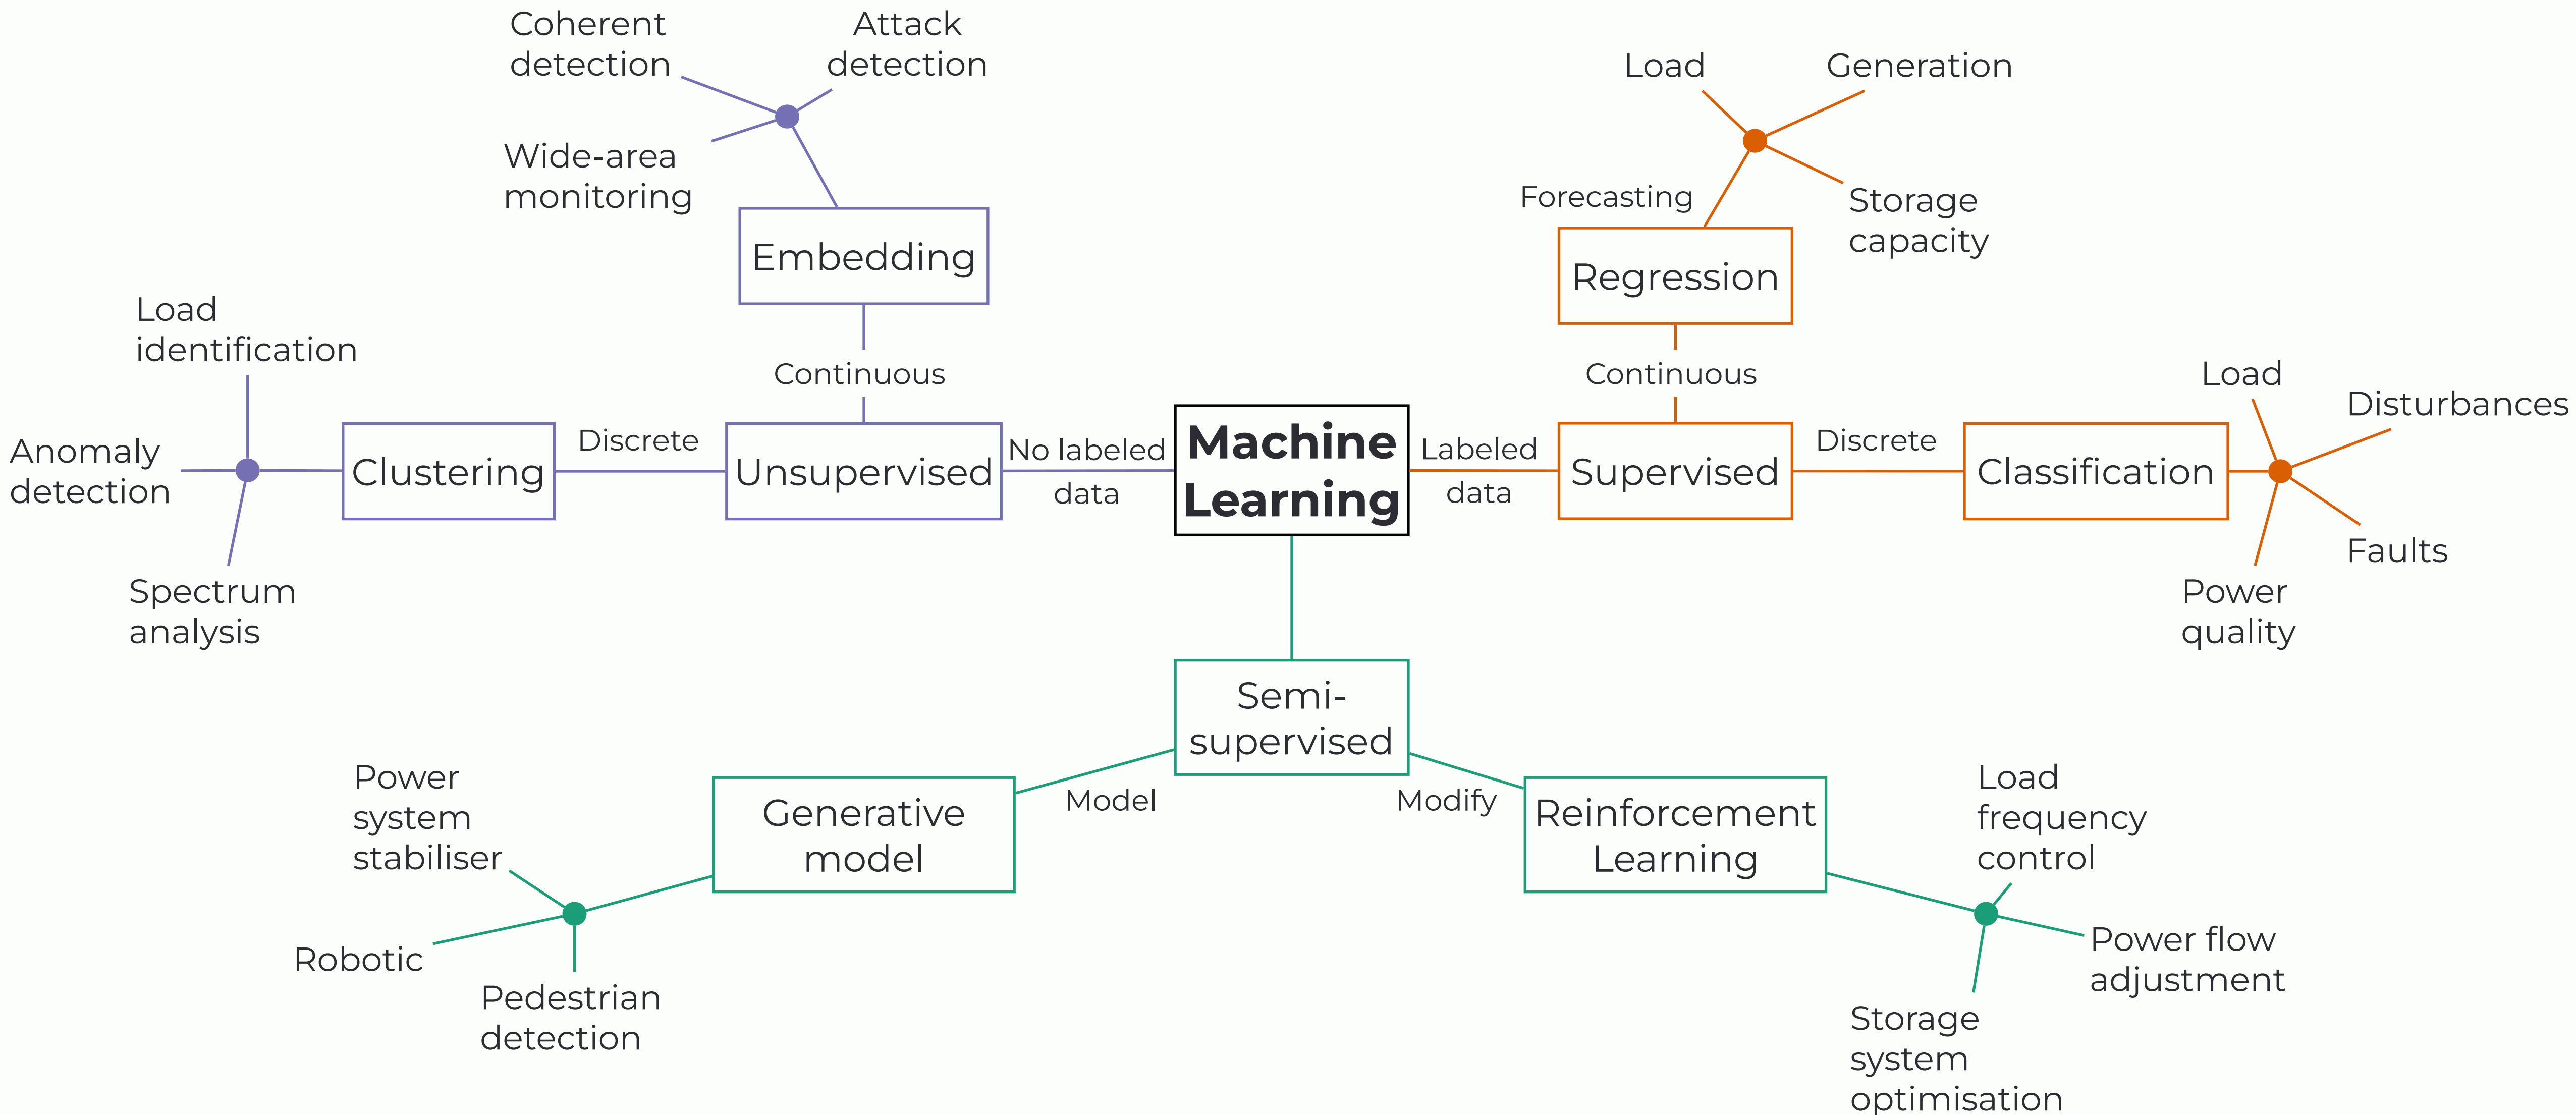 Coherent
detection
Attack
detection
Wide-area
monitoring
Embedding
Continuous
Load
identification
Anomaly
detection
Spectrum
analysis
Clustering
Discrete
Unsupervised
No labeled
data
Machine
Learning
Labeled
data
Supervised
Continuous
Regression
Forecasting
Load
Generation
Storage
capacity
Discrete
Classification
Load
Disturbances
Faults
Power
quality
Semi-
supervised
Model
Generative
model
Power
system
stabiliser
Robotic
Pedestrian
detection
Modify
Reinforcement
Learning
Load
frequency
control
Power flow
adjustment
Storage
system
optimisation